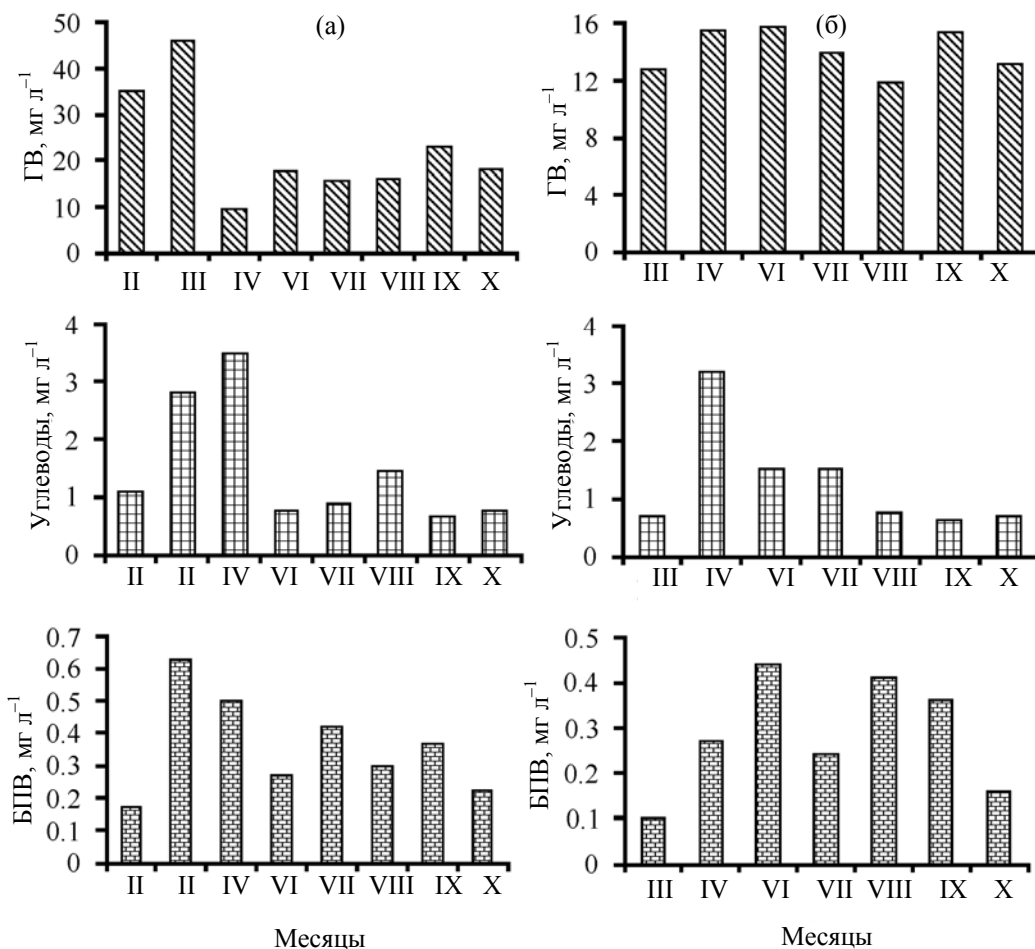 (а)
ГВ, мг л⁻¹
50
40
30
20
10
0
II III IV VI VII VIII IX X
(б)
ГВ, мг л⁻¹
16
12
8
4
0
III IV VI VII VIII IX X
Углеводы, мг л⁻¹
4
3
2
1
0
II II IV VI VII VIII IX X
Углеводы, мг л⁻¹
4
3
2
1
0
III IV VI VII VIII IX X
БПВ, мг л⁻¹
0.7
0.6
0.5
0.4
0.3
0.2
0.1
0
II II IV VI VII VIII IX X
Месяцы
БПВ, мг л⁻¹
0.5
0.4
0.3
0.2
0.1
0
III IV VI VII VIII IX X
Месяцы